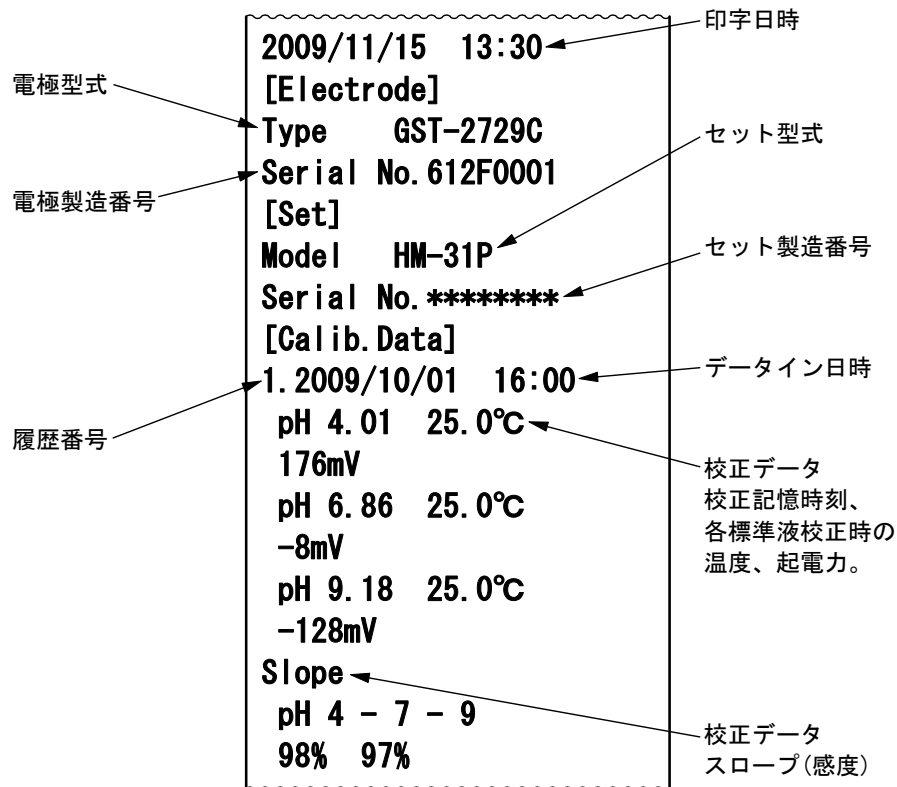 2009/11/15 13:30
印字日時
[Electrode]
電極型式
Type GST-2729C
セット型式
Serial No.612F0001
電極製造番号
[Set]
Model HM-31P
セット製造番号
Serial No.********
[Calib.Data]
1.2009/10/01 16:00
データイン日時
履歴番号
pH 4.01 25.0℃
176mV
校正データ
校正記憶時刻、
各標準液校正時の
温度、起電力。
pH 6.86 25.0℃
-8mV
pH 9.18 25.0℃
-128mV
Slope
pH 4 - 7 - 9
98% 97%
校正データ
スロープ(感度)